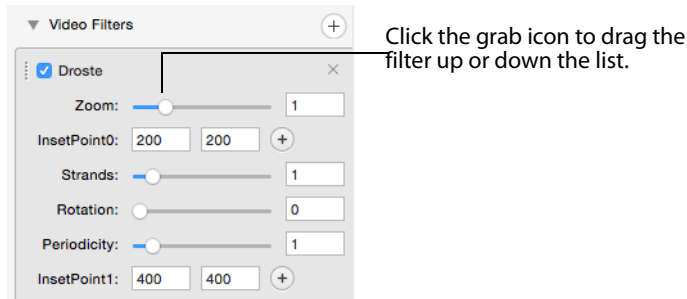 Video Filters
Click the grab icon to drag the
filter up or down the list.
Droste
Zoom: 1
InsetPoint0: 200 200
Strands: 1
Rotation: 0
Periodicity: 1
InsetPoint1: 400 400